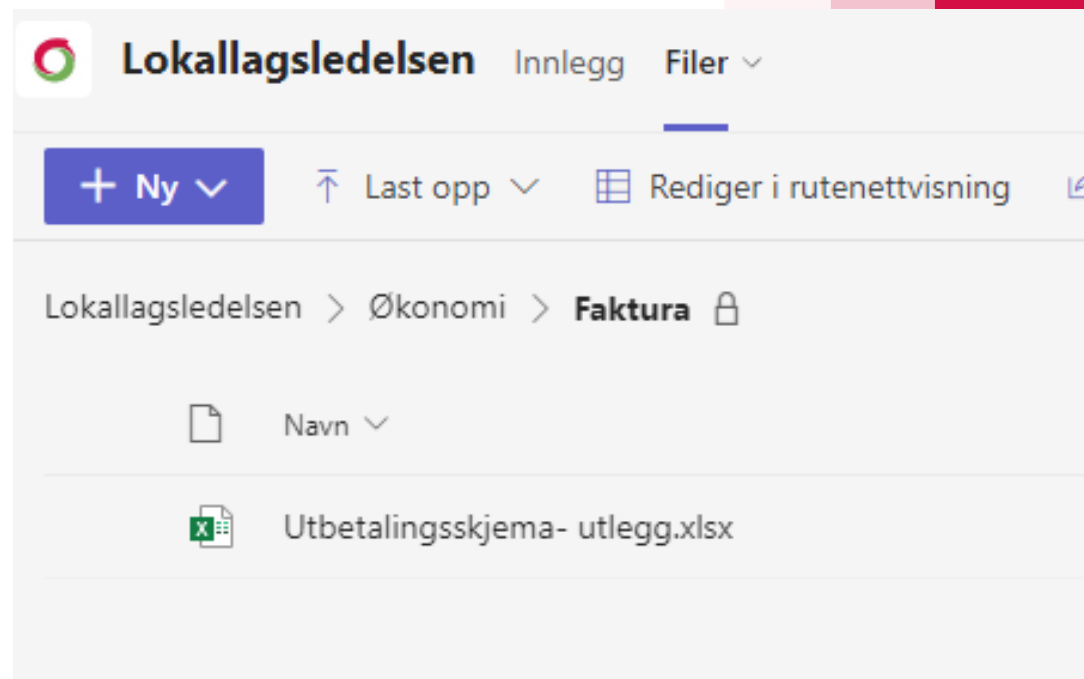 Lokallagsledelsen Innlegg Filer
Ny Last opp Rediger i rutenettvisning
Lokallagsledelsen > Økonomi > Faktura
Navn
Utbetalingsskjema- utlegg.xlsx